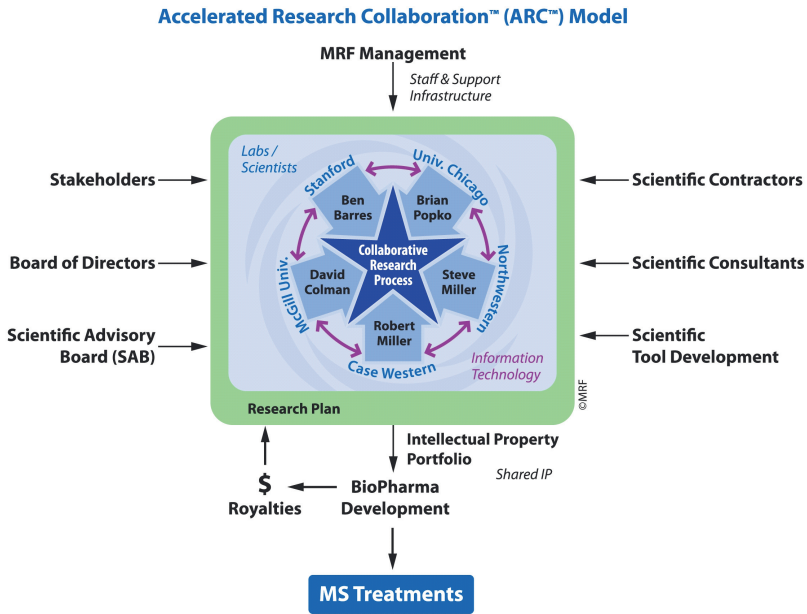 Accelerated Research Collaboration™ (ARC™) Model
MRF Management
Staff & Support
Infrastructure
Labs /
Scientists
Stanford
Univ. Chicago
Stakeholders
Scientific Contractors
Ben
Barres
Brian
Popko
Collaborative
Research
Process
Board of Directors
Scientific Consultants
McGill Univ.
David
Colman
Steve
Miller
Northwestern
Scientific Advisory
Board (SAB)
Robert
Miller
Scientific
Tool Development
Case Western
Information
Technology
©MRF
Research Plan
Intellectual Property
Portfolio
Shared IP
$
Royalties
BioPharma
Development
MS Treatments